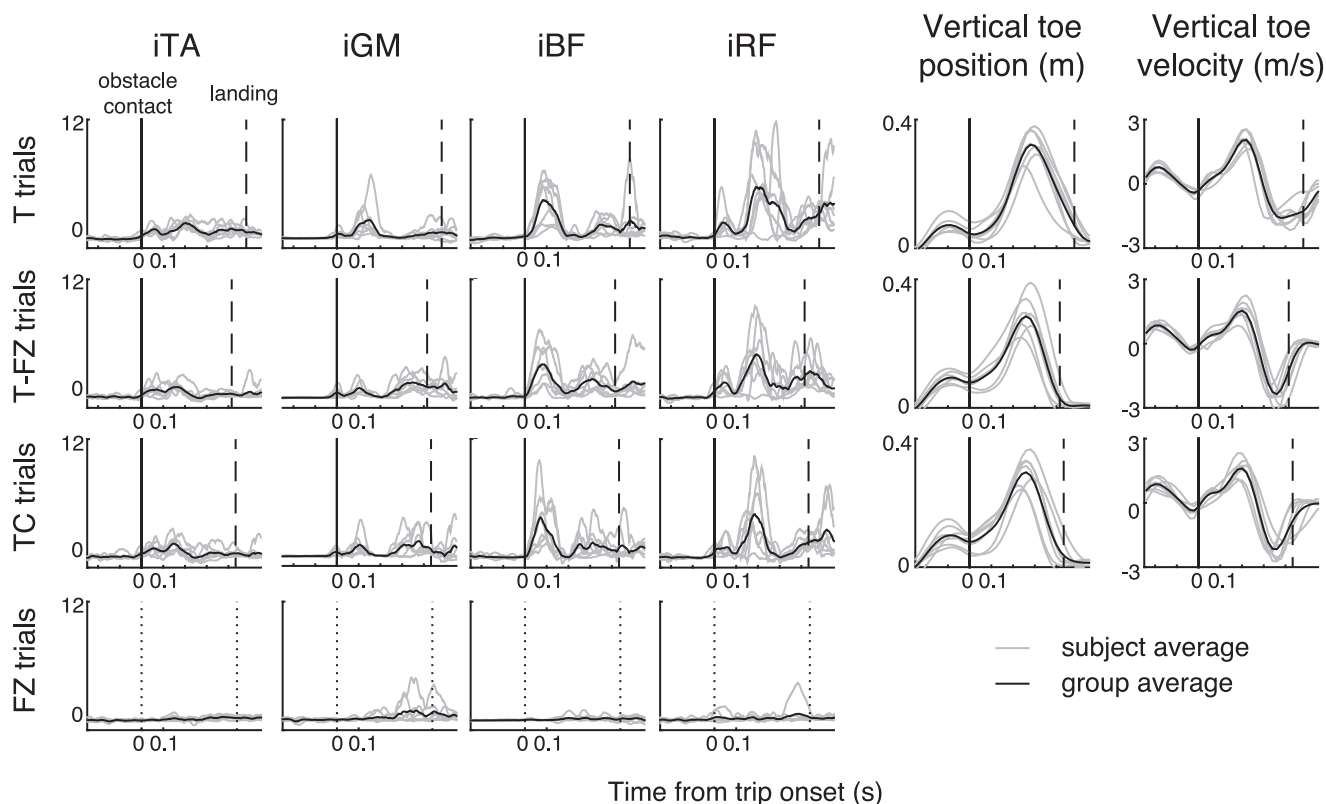 iTA iGM iBF iRF Vertical toe position (m) Vertical toe velocity (m/s)
obstacle contact landing
T trials
12 0 0.4 0 3 0 -3
0 0.1 0 0.1 0 0.1 0 0.1 0 0.1 0 0.1
T-FZ trials
12 0 0.4 0 3 0 -3
0 0.1 0 0.1 0 0.1 0 0.1 0 0.1 0 0.1
TC trials
12 0 0.4 0 3 0 -3
0 0.1 0 0.1 0 0.1 0 0.1 0 0.1 0 0.1
FZ trials
12 0
0 0.1 0 0.1 0 0.1 0 0.1
subject average
group average
Time from trip onset (s)